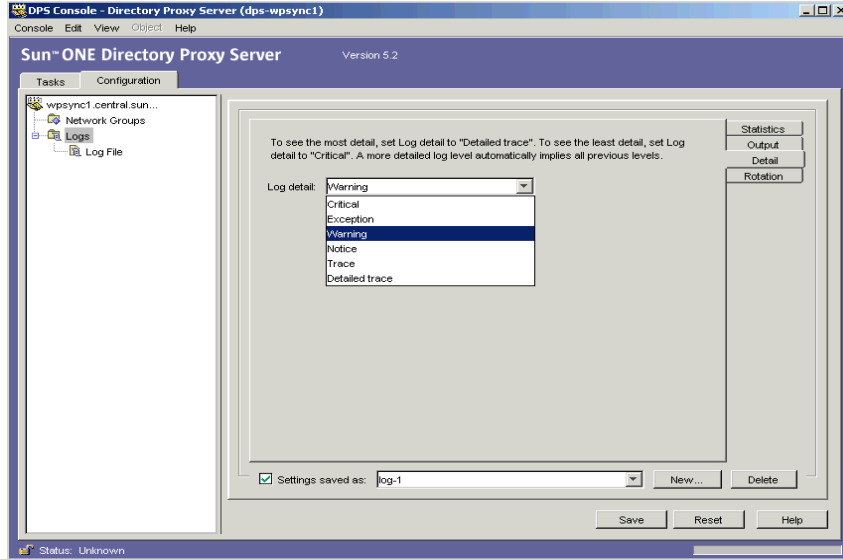 DPS Console - Directory Proxy Server (dps-wpsync1)
Console Edit View Object Help
Sun™ ONE Directory Proxy Server Version 5.2
Tasks Configuration
wpsync1.central.sun...
Network Groups
Logs
Log File
To see the most detail, set Log detail to "Detailed trace". To see the least detail, set Log
detail to "Critical". A more detailed log level automatically implies all previous levels.
Log detail: Warning
Critical
Exception
Warning
Notice
Trace
Detailed trace
Statistics
Output
Detail
Rotation
Settings saved as: log-1 New... Delete
Save Reset Help
Status: Unknown